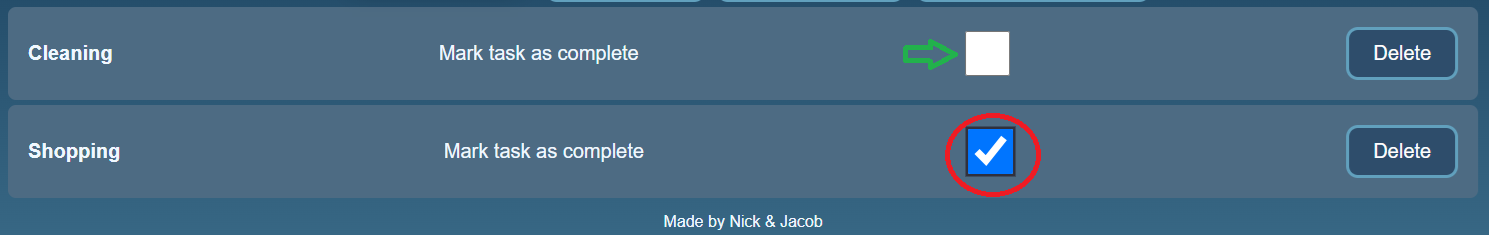 Cleaning Mark task as complete Delete
Shopping Mark task as complete Delete
Made by Nick & Jacob